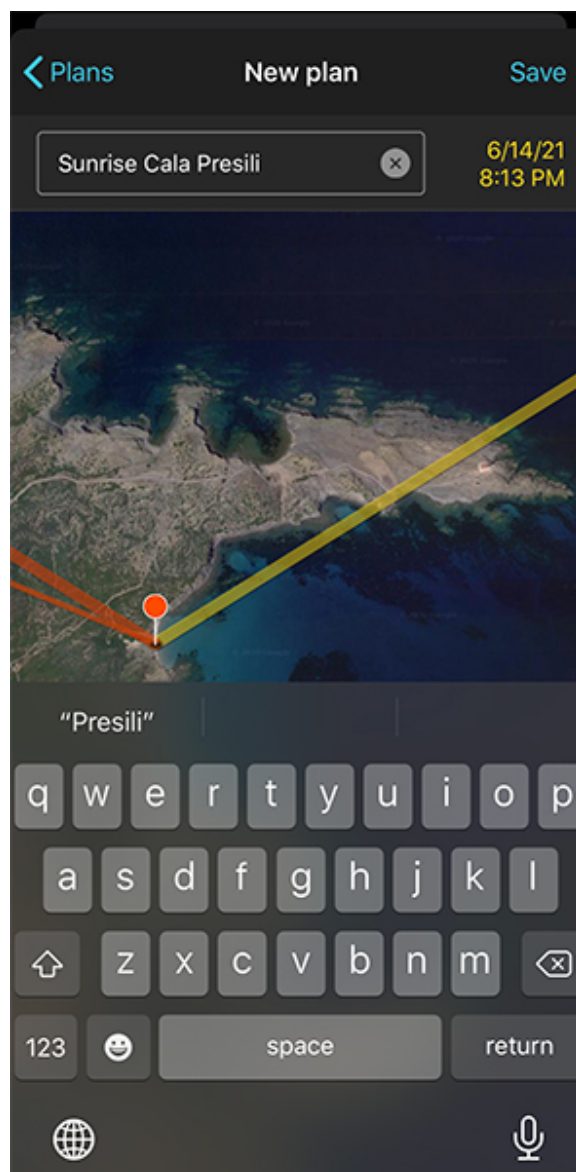 Plans
New plan
Save
Sunrise Cala Presili
6/14/21
8:13 PM
“Presili”
q w e r t y u i o p
a s d f g h j k l
z x c v b n m
123
space
return